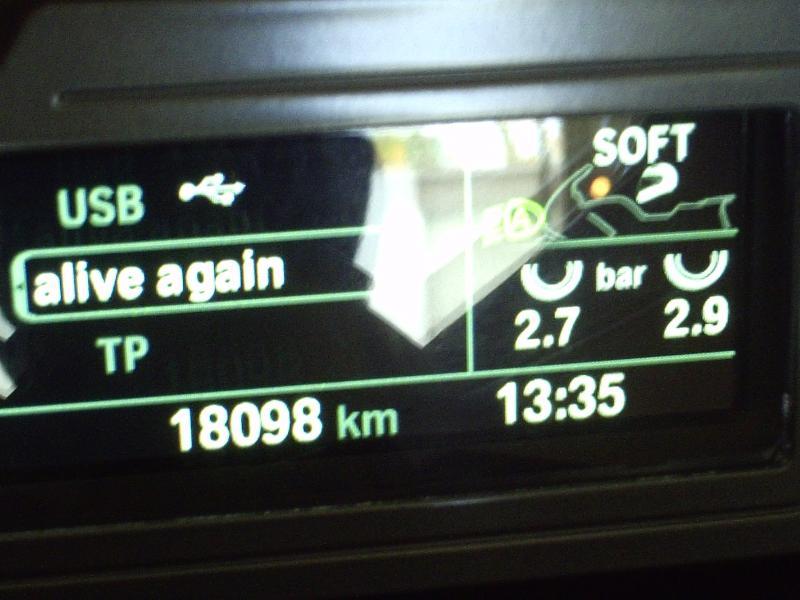 USB
SOFT
alive again
bar
2.7
2.9
TP
18098 km
13:35